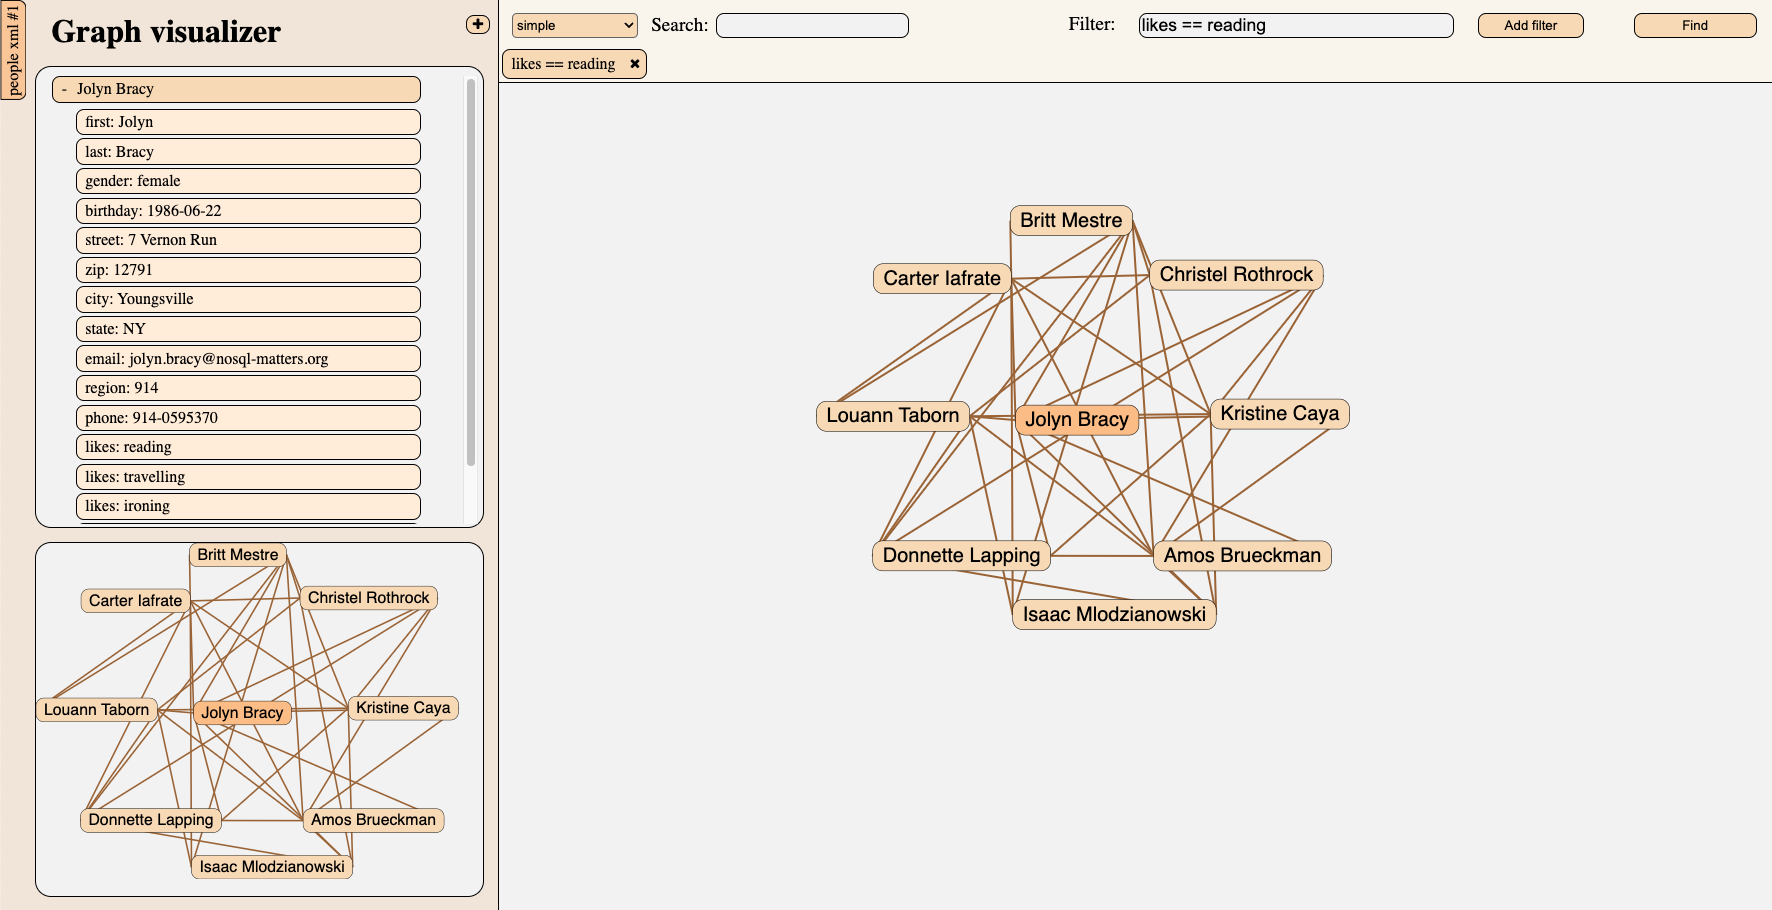 people xml #1
Graph visualizer
✚
- Jolyn Bracy
first: Jolyn
last: Bracy
gender: female
birthday: 1986-06-22
street: 7 Vernon Run
zip: 12791
city: Youngsville
state: NY
email: jolyn.bracy@nosql-matters.org
region: 914
phone: 914-0595370
likes: reading
likes: travelling
likes: ironing
Britt Mestre
Carter Iafrate
Christel Rothrock
Louann Taborn
Jolyn Bracy
Kristine Caya
Donnette Lapping
Amos Brueckman
Isaac Mlodzianowski
simple
Search:
Filter:
likes == reading
Add filter
Find
likes == reading ✖
Britt Mestre
Carter Iafrate
Christel Rothrock
Louann Taborn
Jolyn Bracy
Kristine Caya
Donnette Lapping
Amos Brueckman
Isaac Mlodzianowski